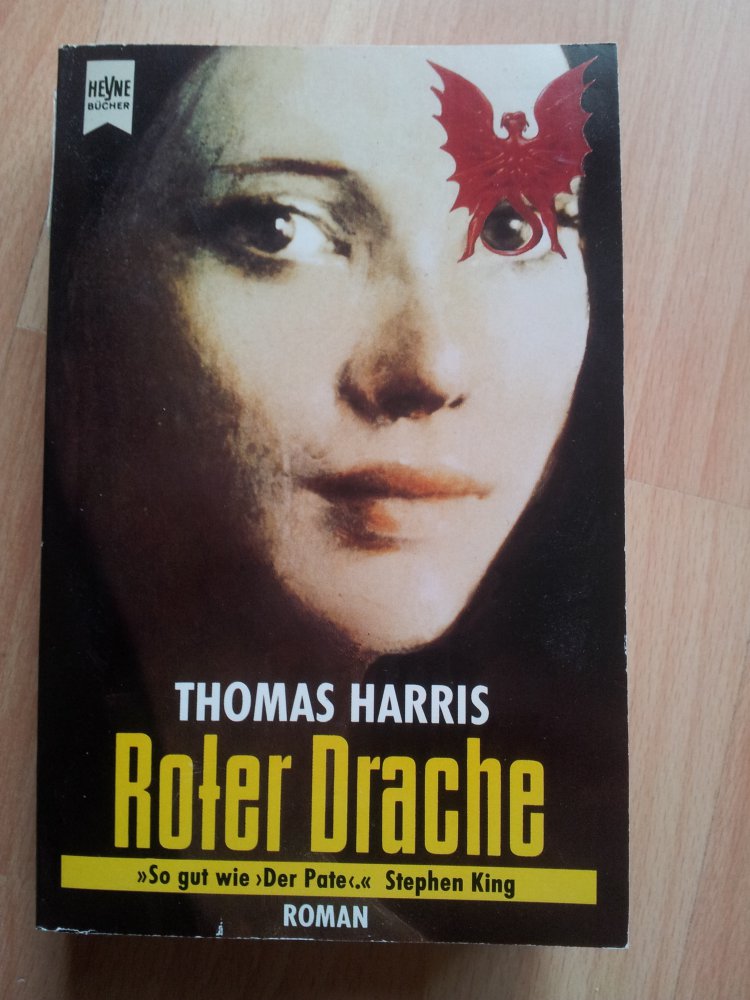 HEYNE
BÜCHER
THOMAS HARRIS
Roter Drache
»So gut wie ›Der Pate‹.« Stephen King
ROMAN